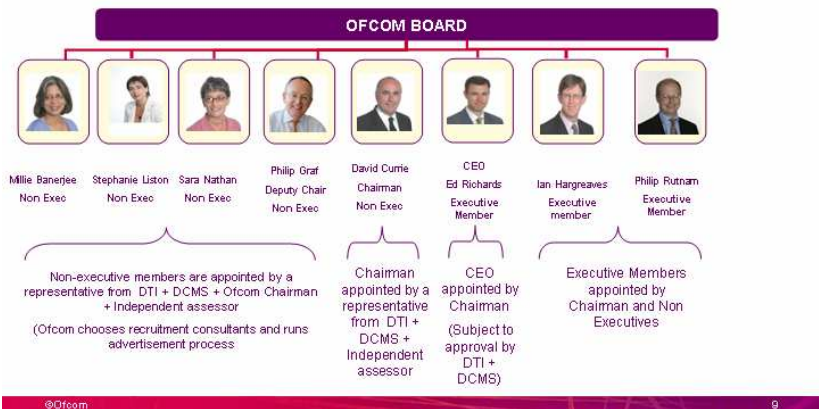 OFCOM BOARD
Millie Banerjee
Non Exec
Stephanie Liston
Non Exec
Sara Nathan
Non Exec
Philip Graf
Deputy Chair
Non Exec
David Currie
Chairman
Non Exec
CEO
Ed Richards
Executive
Member
Ian Hargreaves
Executive
member
Philip Rutnam
Executive
Member
Non-executive members are appointed by a
representative from DTI + DCMS + Ofcom Chairman
+ Independent assessor
(Ofcom chooses recruitment consultants and runs
advertisement process
Chairman
appointed by a
representative
from DTI +
DCMS +
Independent
assessor
CEO
appointed by
Chairman
(Subject to
approval by
DTI +
DCMS)
Executive Members
appointed by
Chairman and Non
Executives
©Ofcom
9